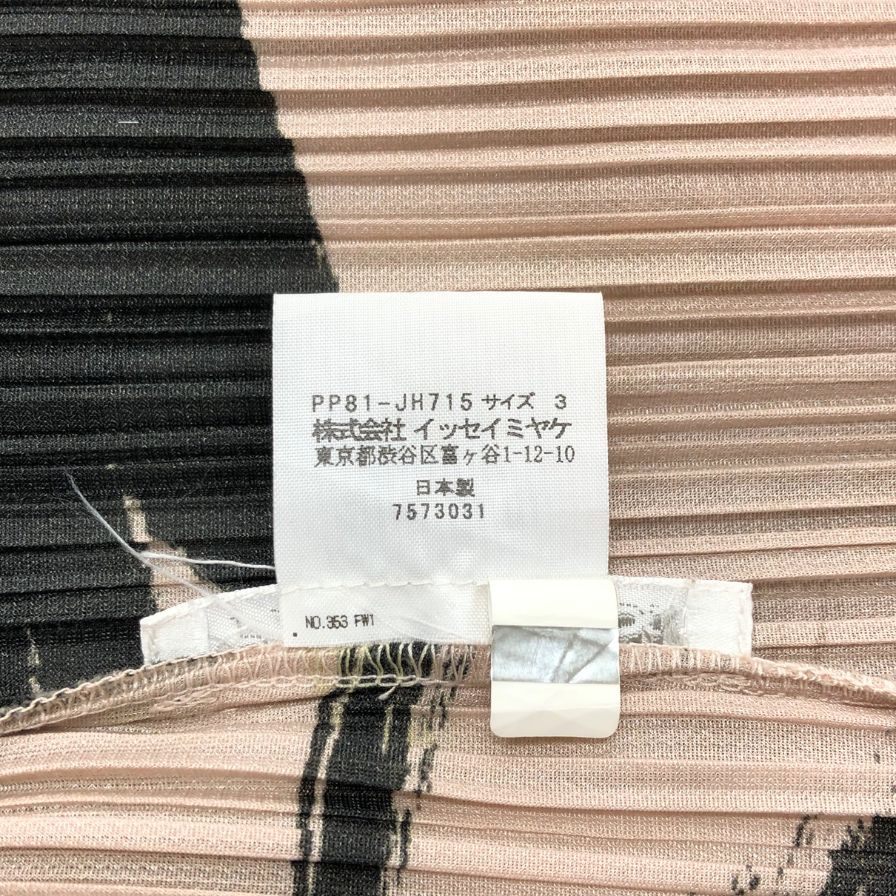 PP81-JH715 サイズ 3
株式会社 イッセイミヤケ
東京都渋谷区富ヶ谷1-12-10
日本製
7573031
NO.353 FW1